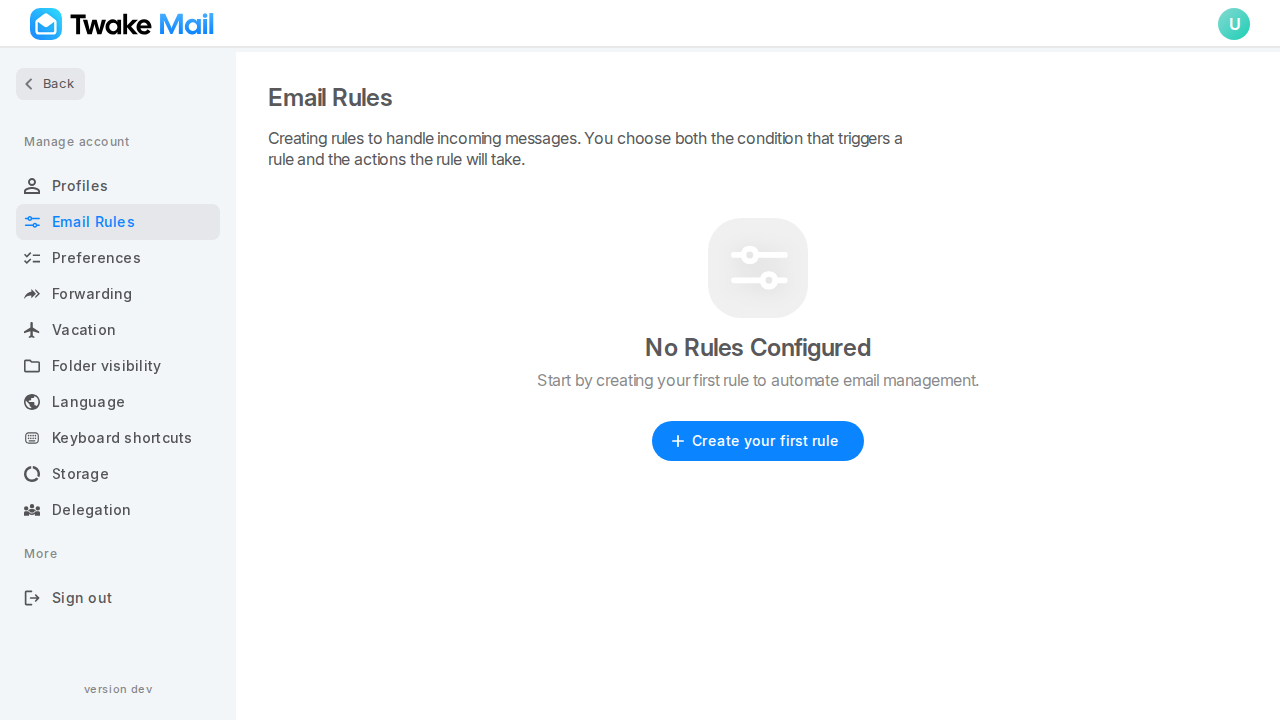 Twake Mail
U
Back
Manage account
Profiles
Email Rules
Preferences
Forwarding
Vacation
Folder visibility
Language
Keyboard shortcuts
Storage
Delegation
More
Sign out
version dev
Email Rules
Creating rules to handle incoming messages. You choose both the condition that triggers a
rule and the actions the rule will take.
No Rules Configured
Start by creating your first rule to automate email management.
Create your first rule